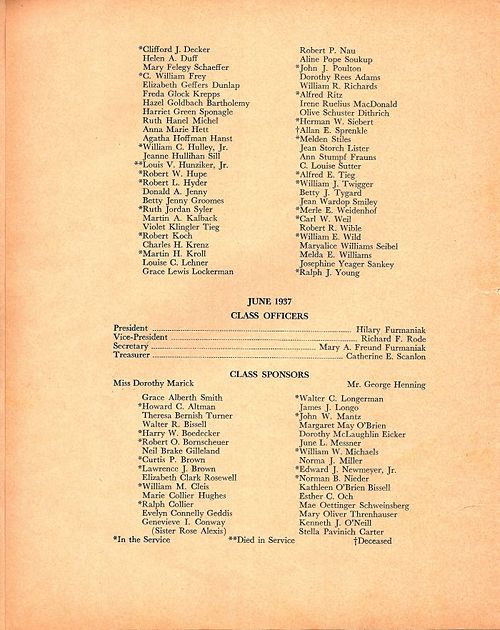 *Clifford J. Decker
Helen A. Duff
Mary Felegy Schaeffer
*C. William Frey
Elizabeth Geffers Dunlap
Freda Glock Krepps
Hazel Goldbach Bartholemy
Harriet Green Sponagle
Ruth Hanel Michel
Anna Marie Hett
Agatha Hoffman Hanst
*William C. Hulley, Jr.
Jeanne Hullihan Sill
**Louis V. Hunziker, Jr.
*Robert W. Hupe
*Robert L. Hyder
Donald A. Jenny
Betty Jenny Groomes
*Ruth Jordan Syler
Martin A. Kalback
Violet Klingler Tieg
*Robert Koch
Charles H. Krenz
*Martin H. Kroll
Louise C. Lehner
Grace Lewis Lockerman
Robert P. Nau
Aline Pope Soukup
*John J. Poulton
Dorothy Rees Adams
William R. Richards
*Alfred Ritz
Irene Ruelius MacDonald
Olive Schuster Dithrich
*Herman W. Siebert
†Allan E. Sprenkle
*Melden Stiles
Jean Storch Lister
Ann Stumpf Frauns
C. Louise Sutter
*Alfred E. Tieg
*William J. Twigger
Betty J. Tygard
Jean Wardop Smiley
*Merle E. Weidenhof
*Carl W. Weil
Robert R. Wible
*William E. Wild
Maryalice Williams Seibel
Melda E. Williams
Josephine Yeager Sankey
*Ralph J. Young
JUNE 1937
CLASS OFFICERS
President ........ Hilary Furmaniak
Vice-President ........ Richard F. Rode
Secretary ........ Mary A. Freund Furmaniak
Treasurer ........ Catherine E. Scanlon
CLASS SPONSORS
Miss Dorothy Marick Mr. George Henning
Grace Alberth Smith
*Howard C. Altman
Theresa Bernish Turner
Walter R. Bissell
*Harry W. Boedecker
*Robert O. Bornscheuer
Neil Brake Gilleland
*Curtis P. Brown
*Lawrence J. Brown
Elizabeth Clark Rosewell
*William M. Cleis
Marie Collier Hughes
*Ralph Collier
Evelyn Connelly Geddis
Genevieve I. Conway
(Sister Rose Alexis)
*Walter C. Longerman
James J. Longo
*John W. Mantz
Margaret May O'Brien
Dorothy McLaughlin Eicker
June L. Messner
*William W. Michaels
Norma J. Miller
*Edward J. Newmeyer, Jr.
*Norman B. Nieder
Kathleen O'Brien Bissell
Esther C. Och
Mae Oettinger Schweinsberg
Mary Oliver Threnhauser
Kenneth J. O'Neill
Stella Pavinich Carter
*In the Service **Died in Service †Deceased